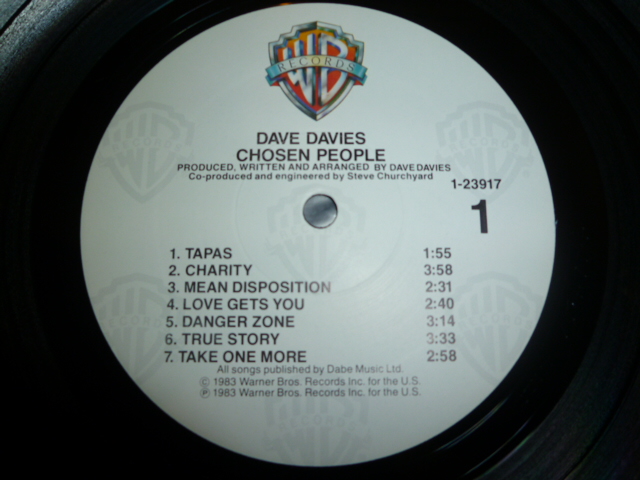 WB
RECORDS
DAVE DAVIES
CHOSEN PEOPLE
PRODUCED, WRITTEN AND ARRANGED BY DAVE DAVIES
Co-produced and engineered by Steve Churchyard
1-23917
1
1. TAPAS 1:55
2. CHARITY 3:58
3. MEAN DISPOSITION 2:31
4. LOVE GETS YOU 2:40
5. DANGER ZONE 3:14
6. TRUE STORY 3:33
7. TAKE ONE MORE 2:58
All songs published by Dabe Music Ltd.
© 1983 Warner Bros. Records Inc. for the U.S.
℗ 1983 Warner Bros. Records Inc. for the U.S.